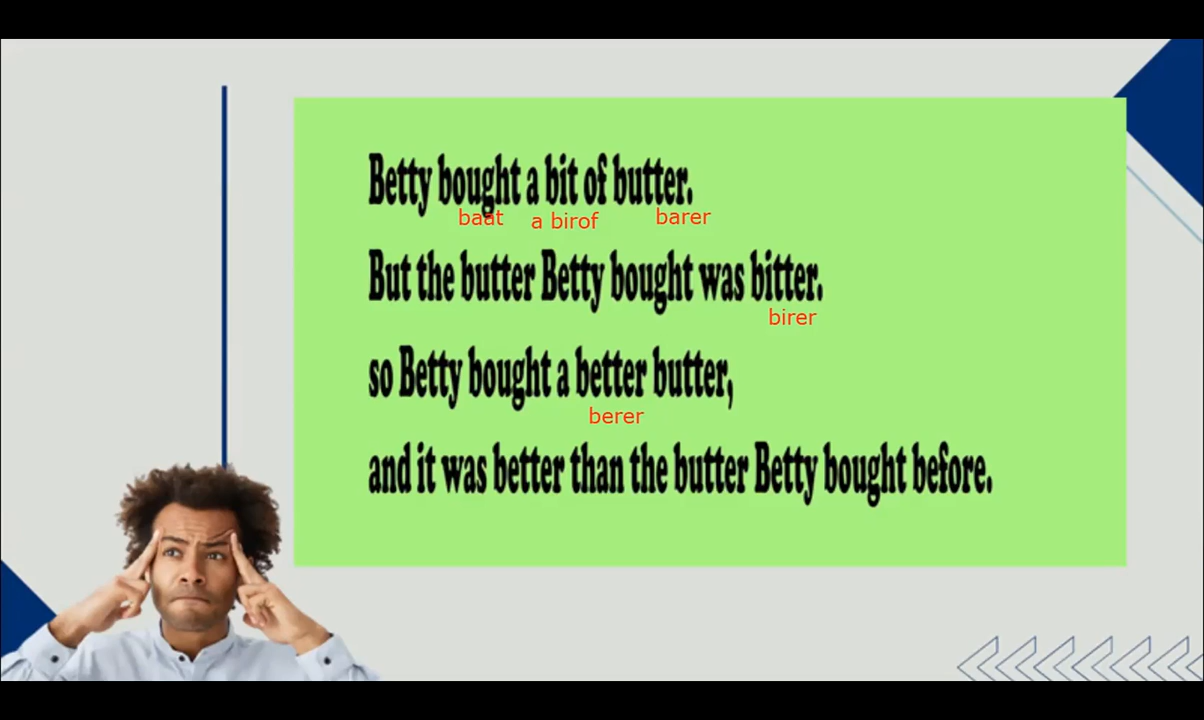 Betty bought a bit of butter.
baat a birof barer
But the butter Betty bought was bitter.
birer
so Betty bought a better butter,
berer
and it was better than the butter Betty bought before.